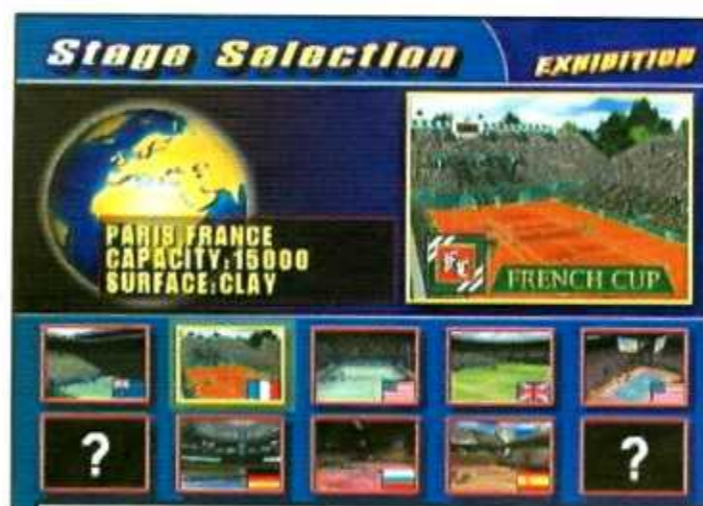 Stage Selection
EXHIBITION
PARIS, FRANCE
CAPACITY:15000
SURFACE:CLAY
FC
FRENCH CUP
?
?